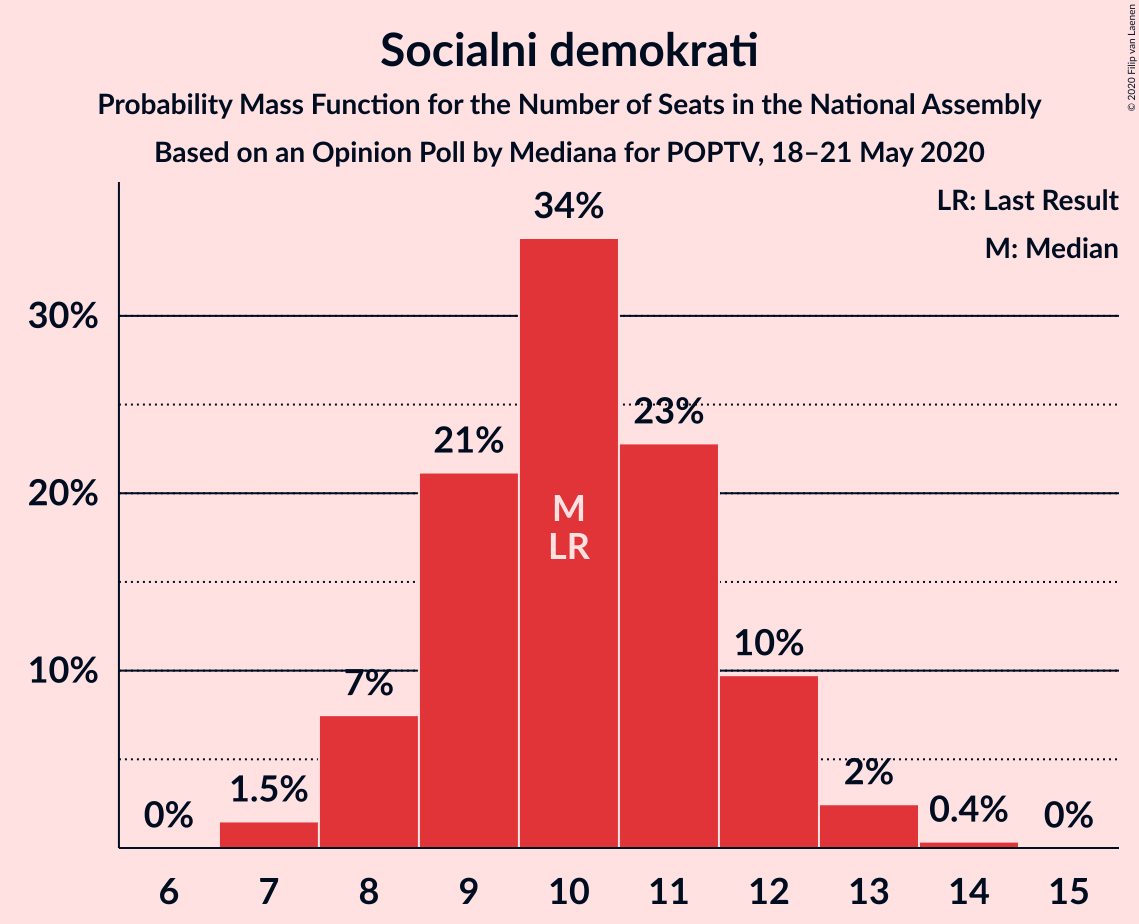 Socialni demokrati
Probability Mass Function for the Number of Seats in the National Assembly
Based on an Opinion Poll by Mediana for POPTV, 18–21 May 2020
© 2020 Filip van Laenen
LR: Last Result
M: Median
34%
30%
23%
21%
20%
M
LR
10%
10%
7%
2%
1.5%
0.4%
0%
0%
6 7 8 9 10 11 12 13 14 15